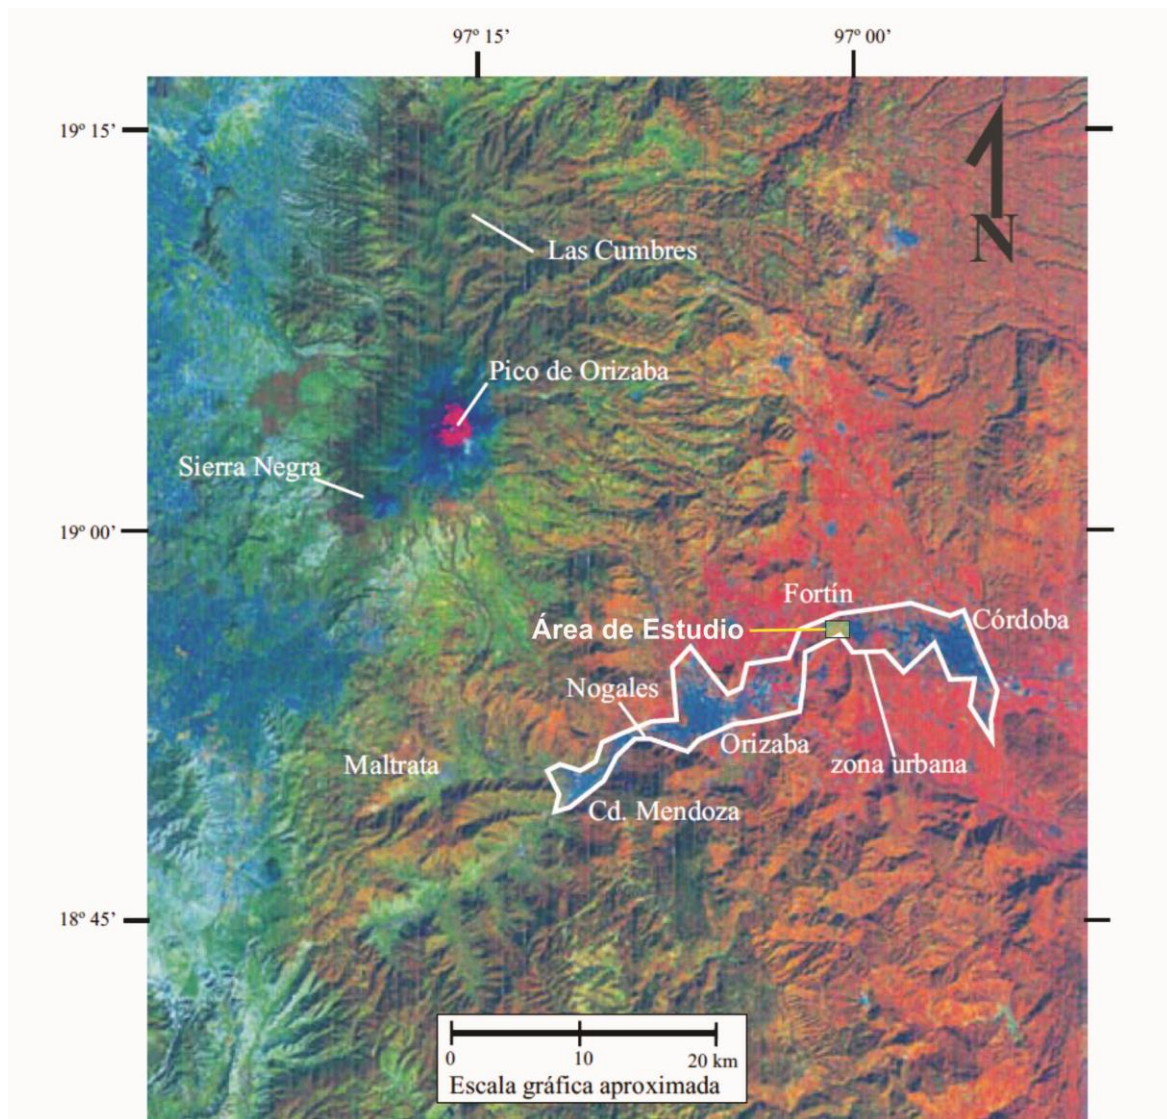 97º 15’
97º 00’
19º 15’
N
Las Cumbres
Pico de Orizaba
Sierra Negra
19º 00’
Fortín
Córdoba
Área de Estudio
Nogales
Orizaba
zona urbana
Maltrata
Cd. Mendoza
18º 45’
0 10 20 km
Escala gráfica aproximada